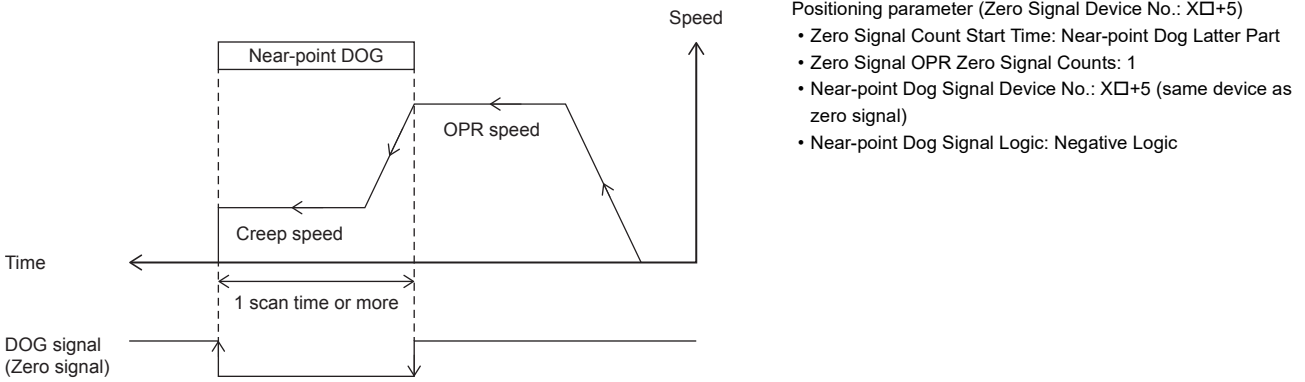 Speed
Near-point DOG
OPR speed
Creep speed
Time
1 scan time or more
DOG signal
(Zero signal)
Positioning parameter (Zero Signal Device No.: X□+5)
• Zero Signal Count Start Time: Near-point Dog Latter Part
• Zero Signal OPR Zero Signal Counts: 1
• Near-point Dog Signal Device No.: X□+5 (same device as
zero signal)
• Near-point Dog Signal Logic: Negative Logic